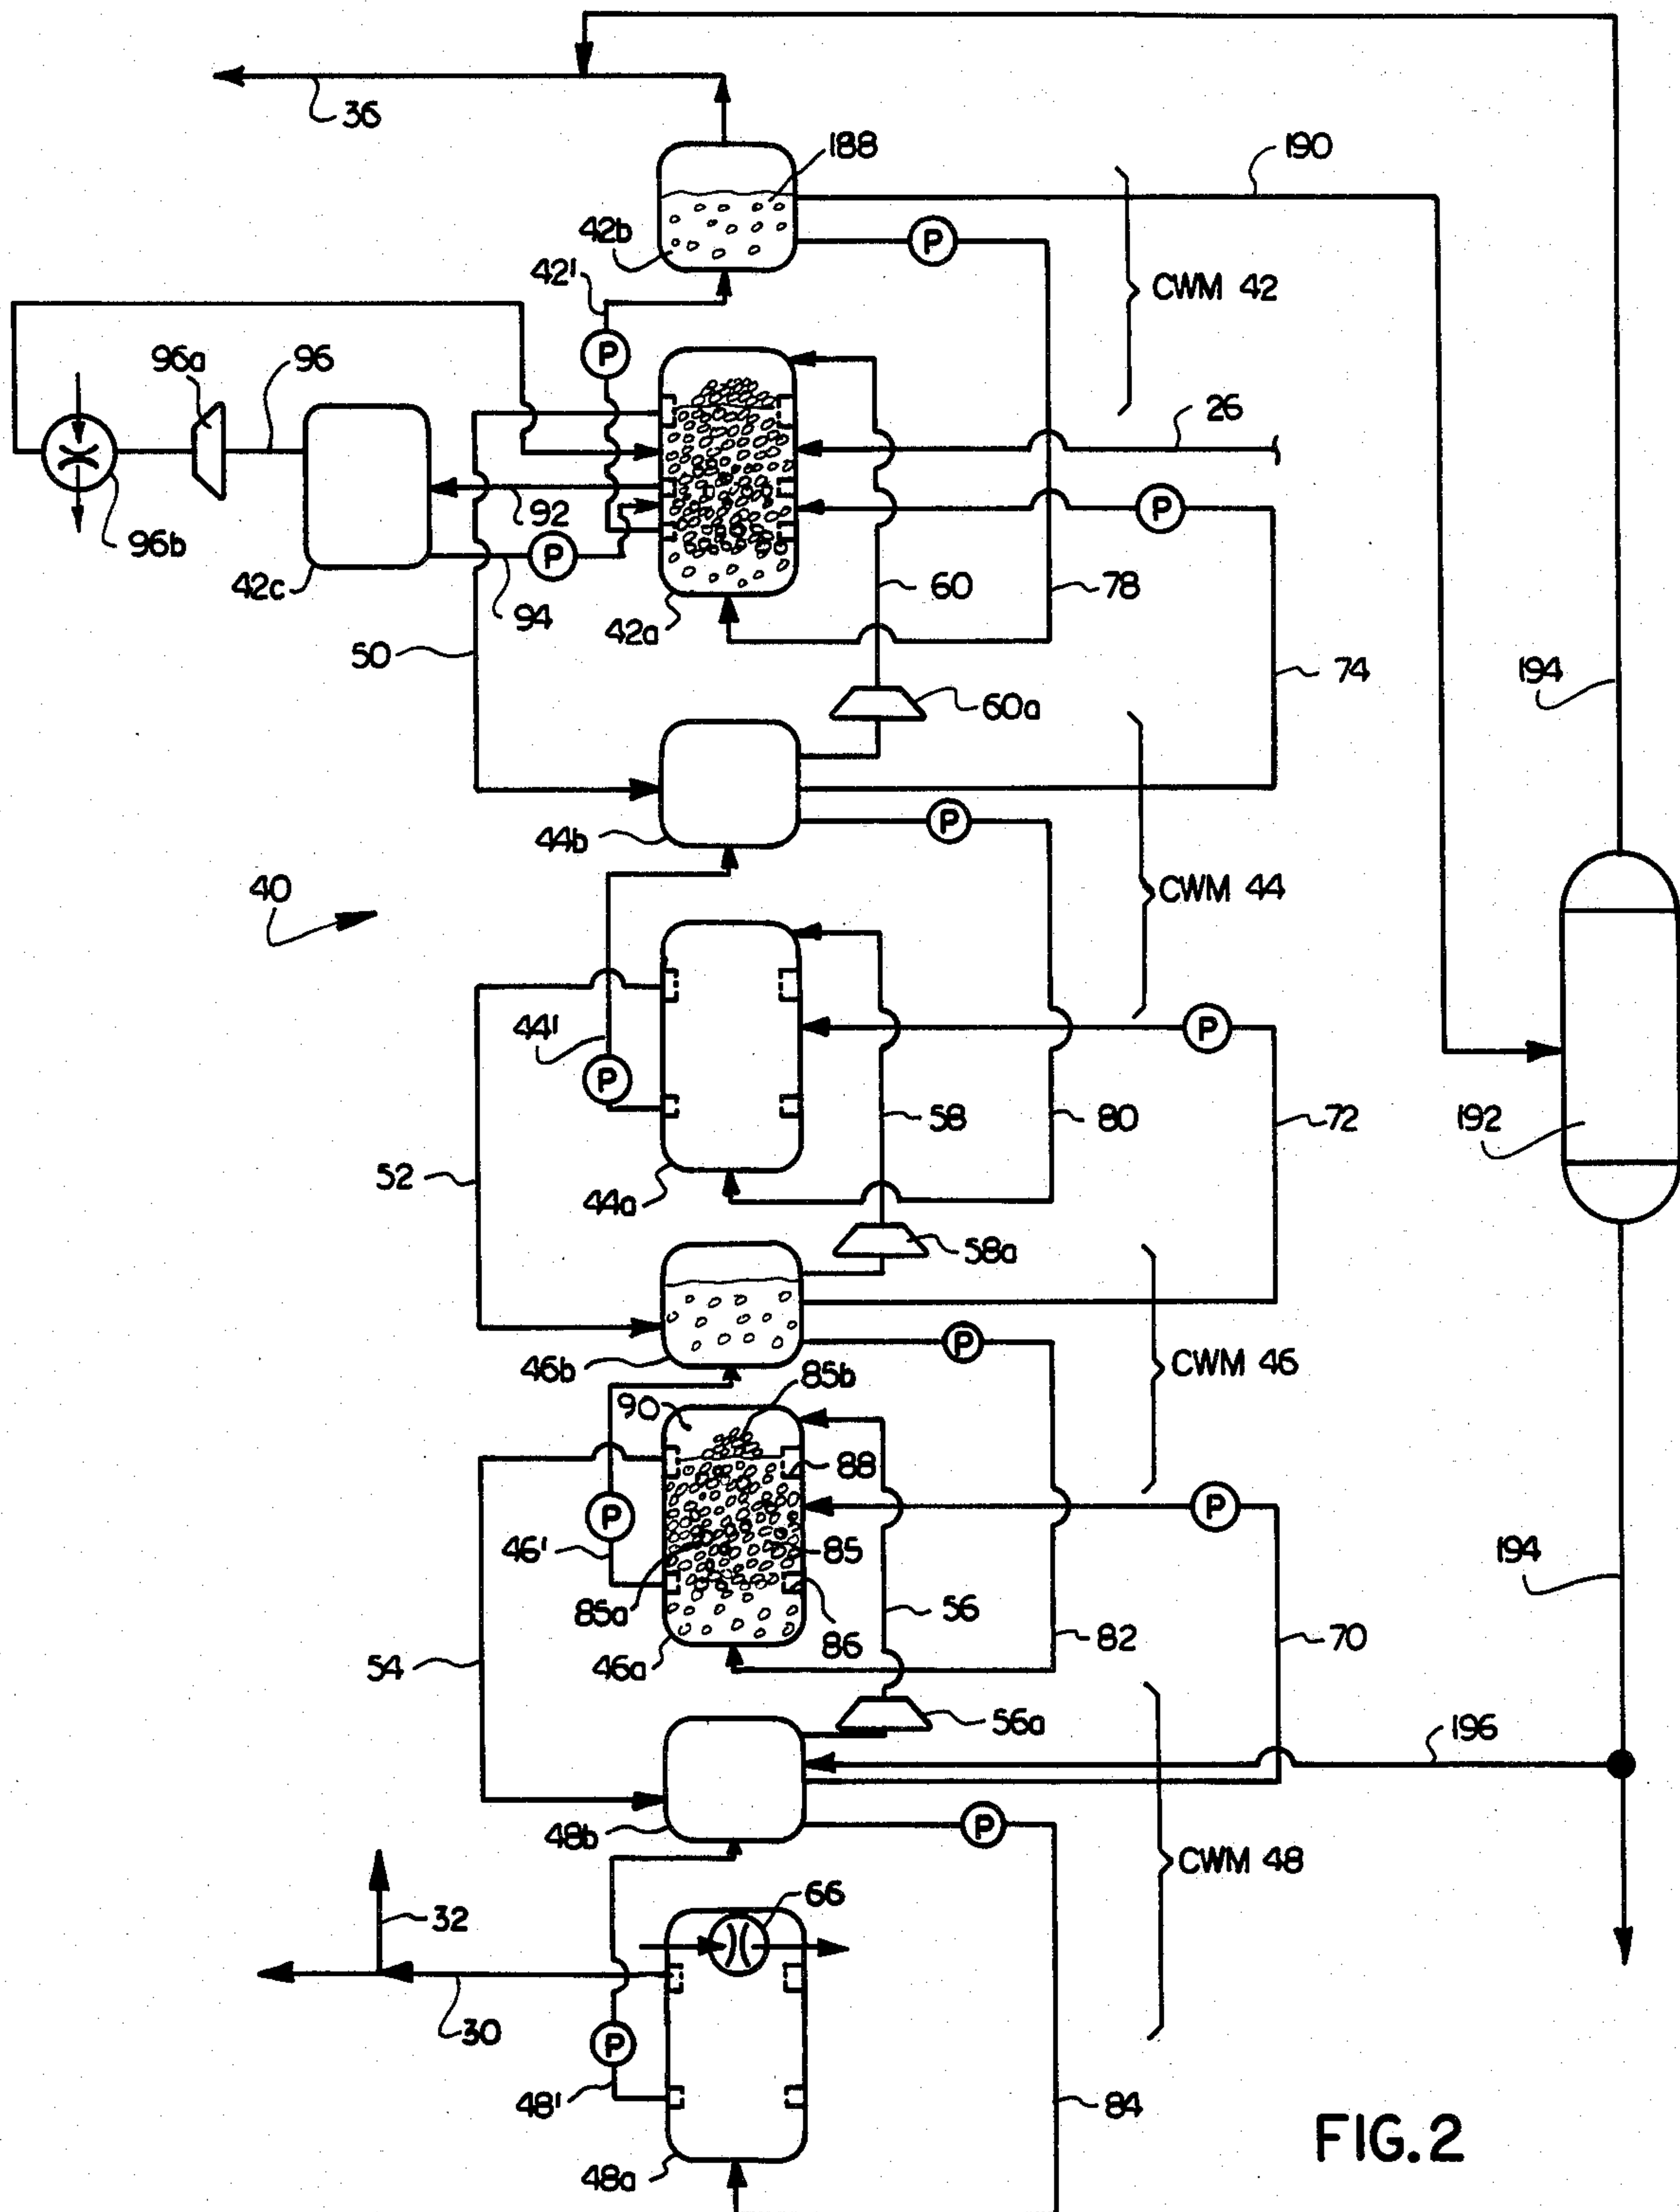 36
188
190
42b
P
42'
CWM 42
P
96a
96
26
P
92
P
96b
42c
94
42a
60
78
50
74
194
60a
44b
P
40
CWM 44
44'
P
P
58
80
72
192
52
44a
58a
46b
P
CWM 46
85b
90
88
P
P
46'
85
194
85a
56
86
82
70
54
46a
56a
196
48b
P
CWM 48
66
32
30
P
48'
84
48a
FIG.2